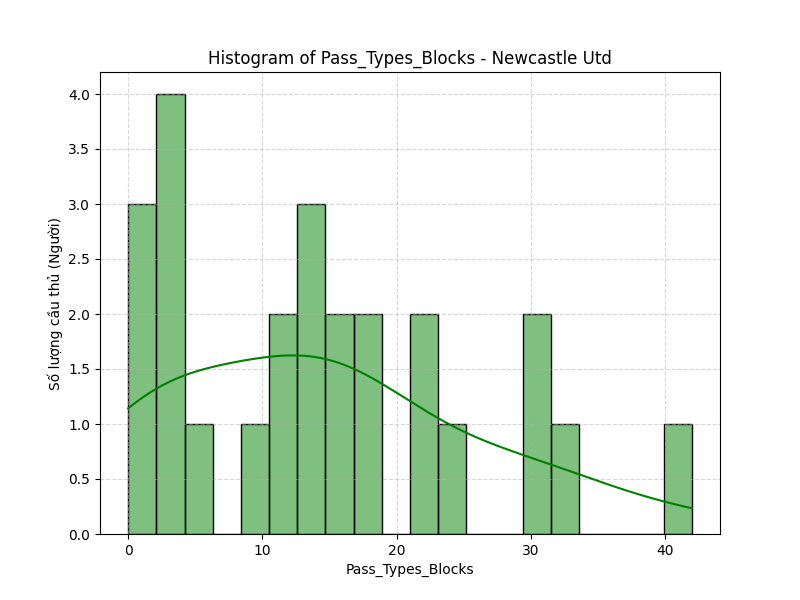 Histogram of Pass_Types_Blocks - Newcastle Utd
Số lượng cầu thủ (Người)
4.0
3.5
3.0
2.5
2.0
1.5
1.0
0.5
0.0
0 10 20 30 40
Pass_Types_Blocks